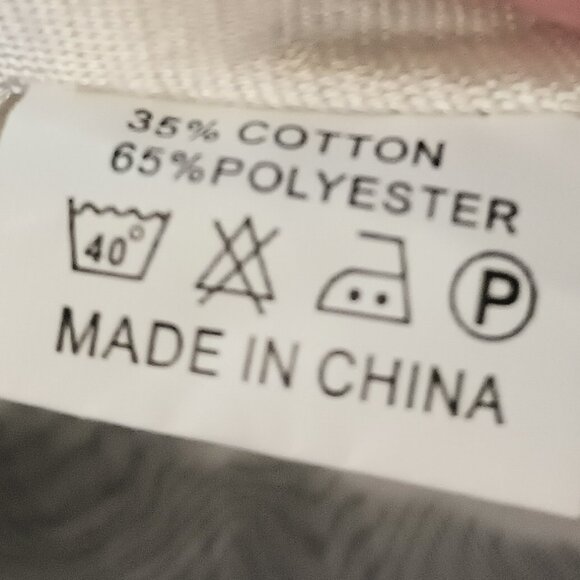 35% COTTON
65%POLYESTER
40° P
MADE IN CHINA